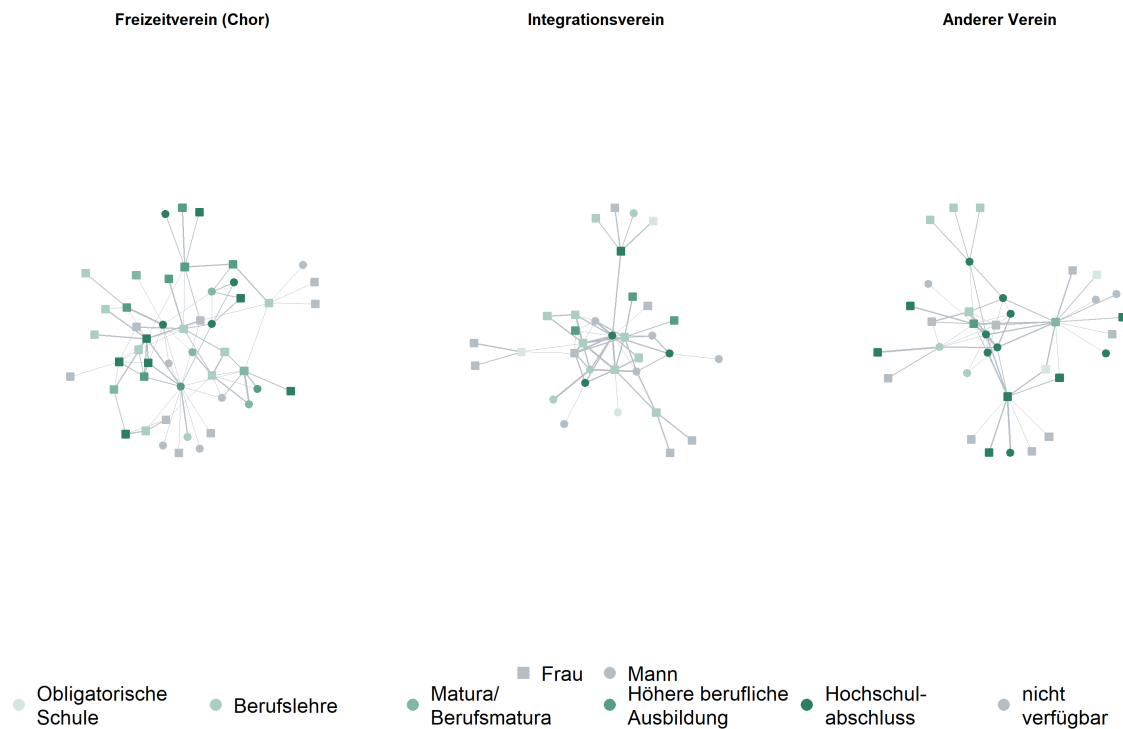 Freizeitverein (Chor)
Integrationsverein
Anderer Verein
Frau
Mann
Obligatorische
Schule
Berufslehre
Matura/
Berufsmatura
Höhere berufliche
Ausbildung
Hochschul-
abschluss
nicht
verfügbar